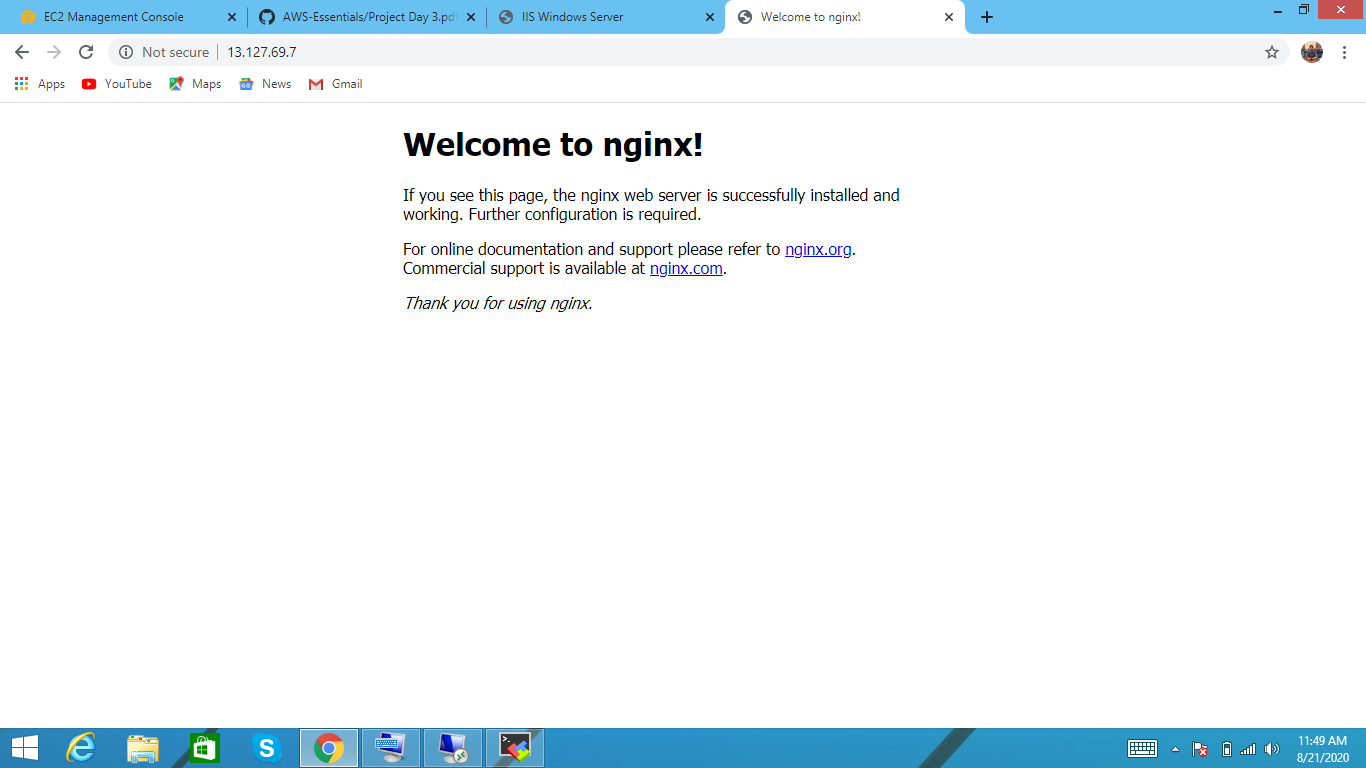 EC2 Management Console
AWS-Essentials/Project Day 3.pdf
IIS Windows Server
Welcome to nginx!
Not secure
13.127.69.7
Apps
YouTube
Maps
News
Gmail
Welcome to nginx!
If you see this page, the nginx web server is successfully installed and
working. Further configuration is required.
For online documentation and support please refer to nginx.org.
Commercial support is available at nginx.com.
Thank you for using nginx.
11:49 AM
8/21/2020